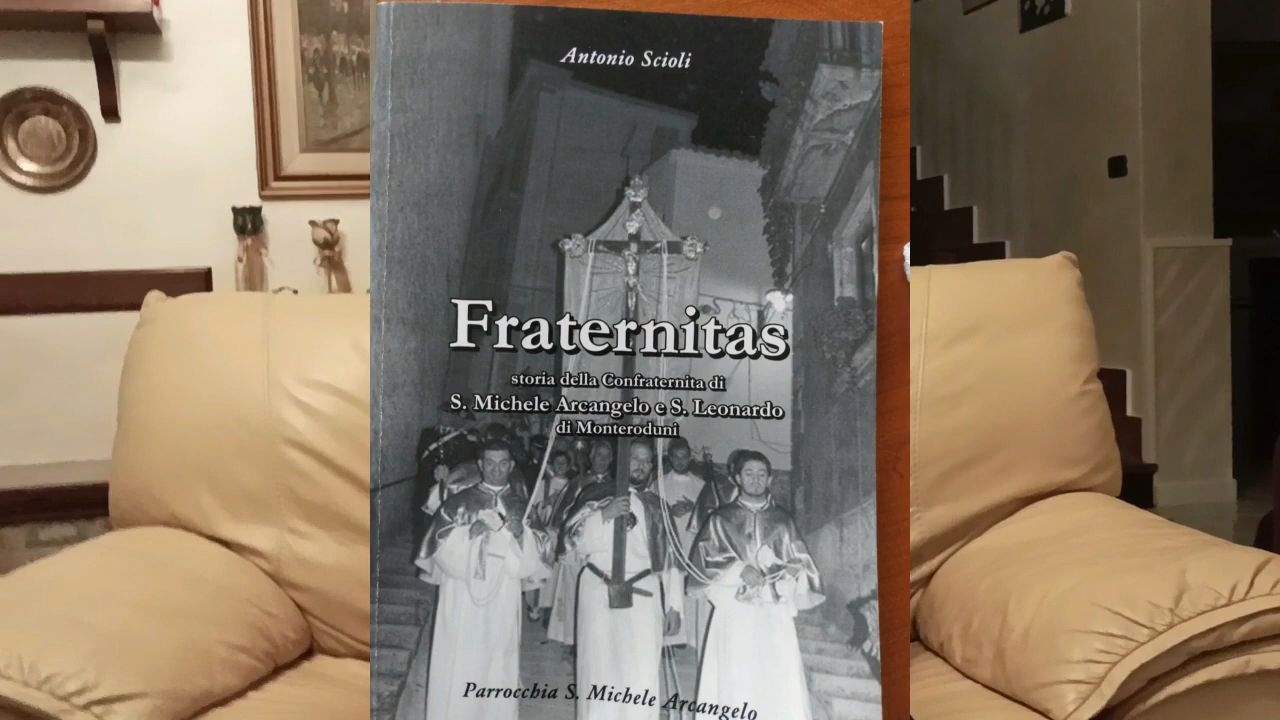 Antonio Scioli
Fraternitas
storia della Confraternita di
S. Michele Arcangelo e S. Leonardo
di Monteroduni
Parrocchia S. Michele Arcangelo